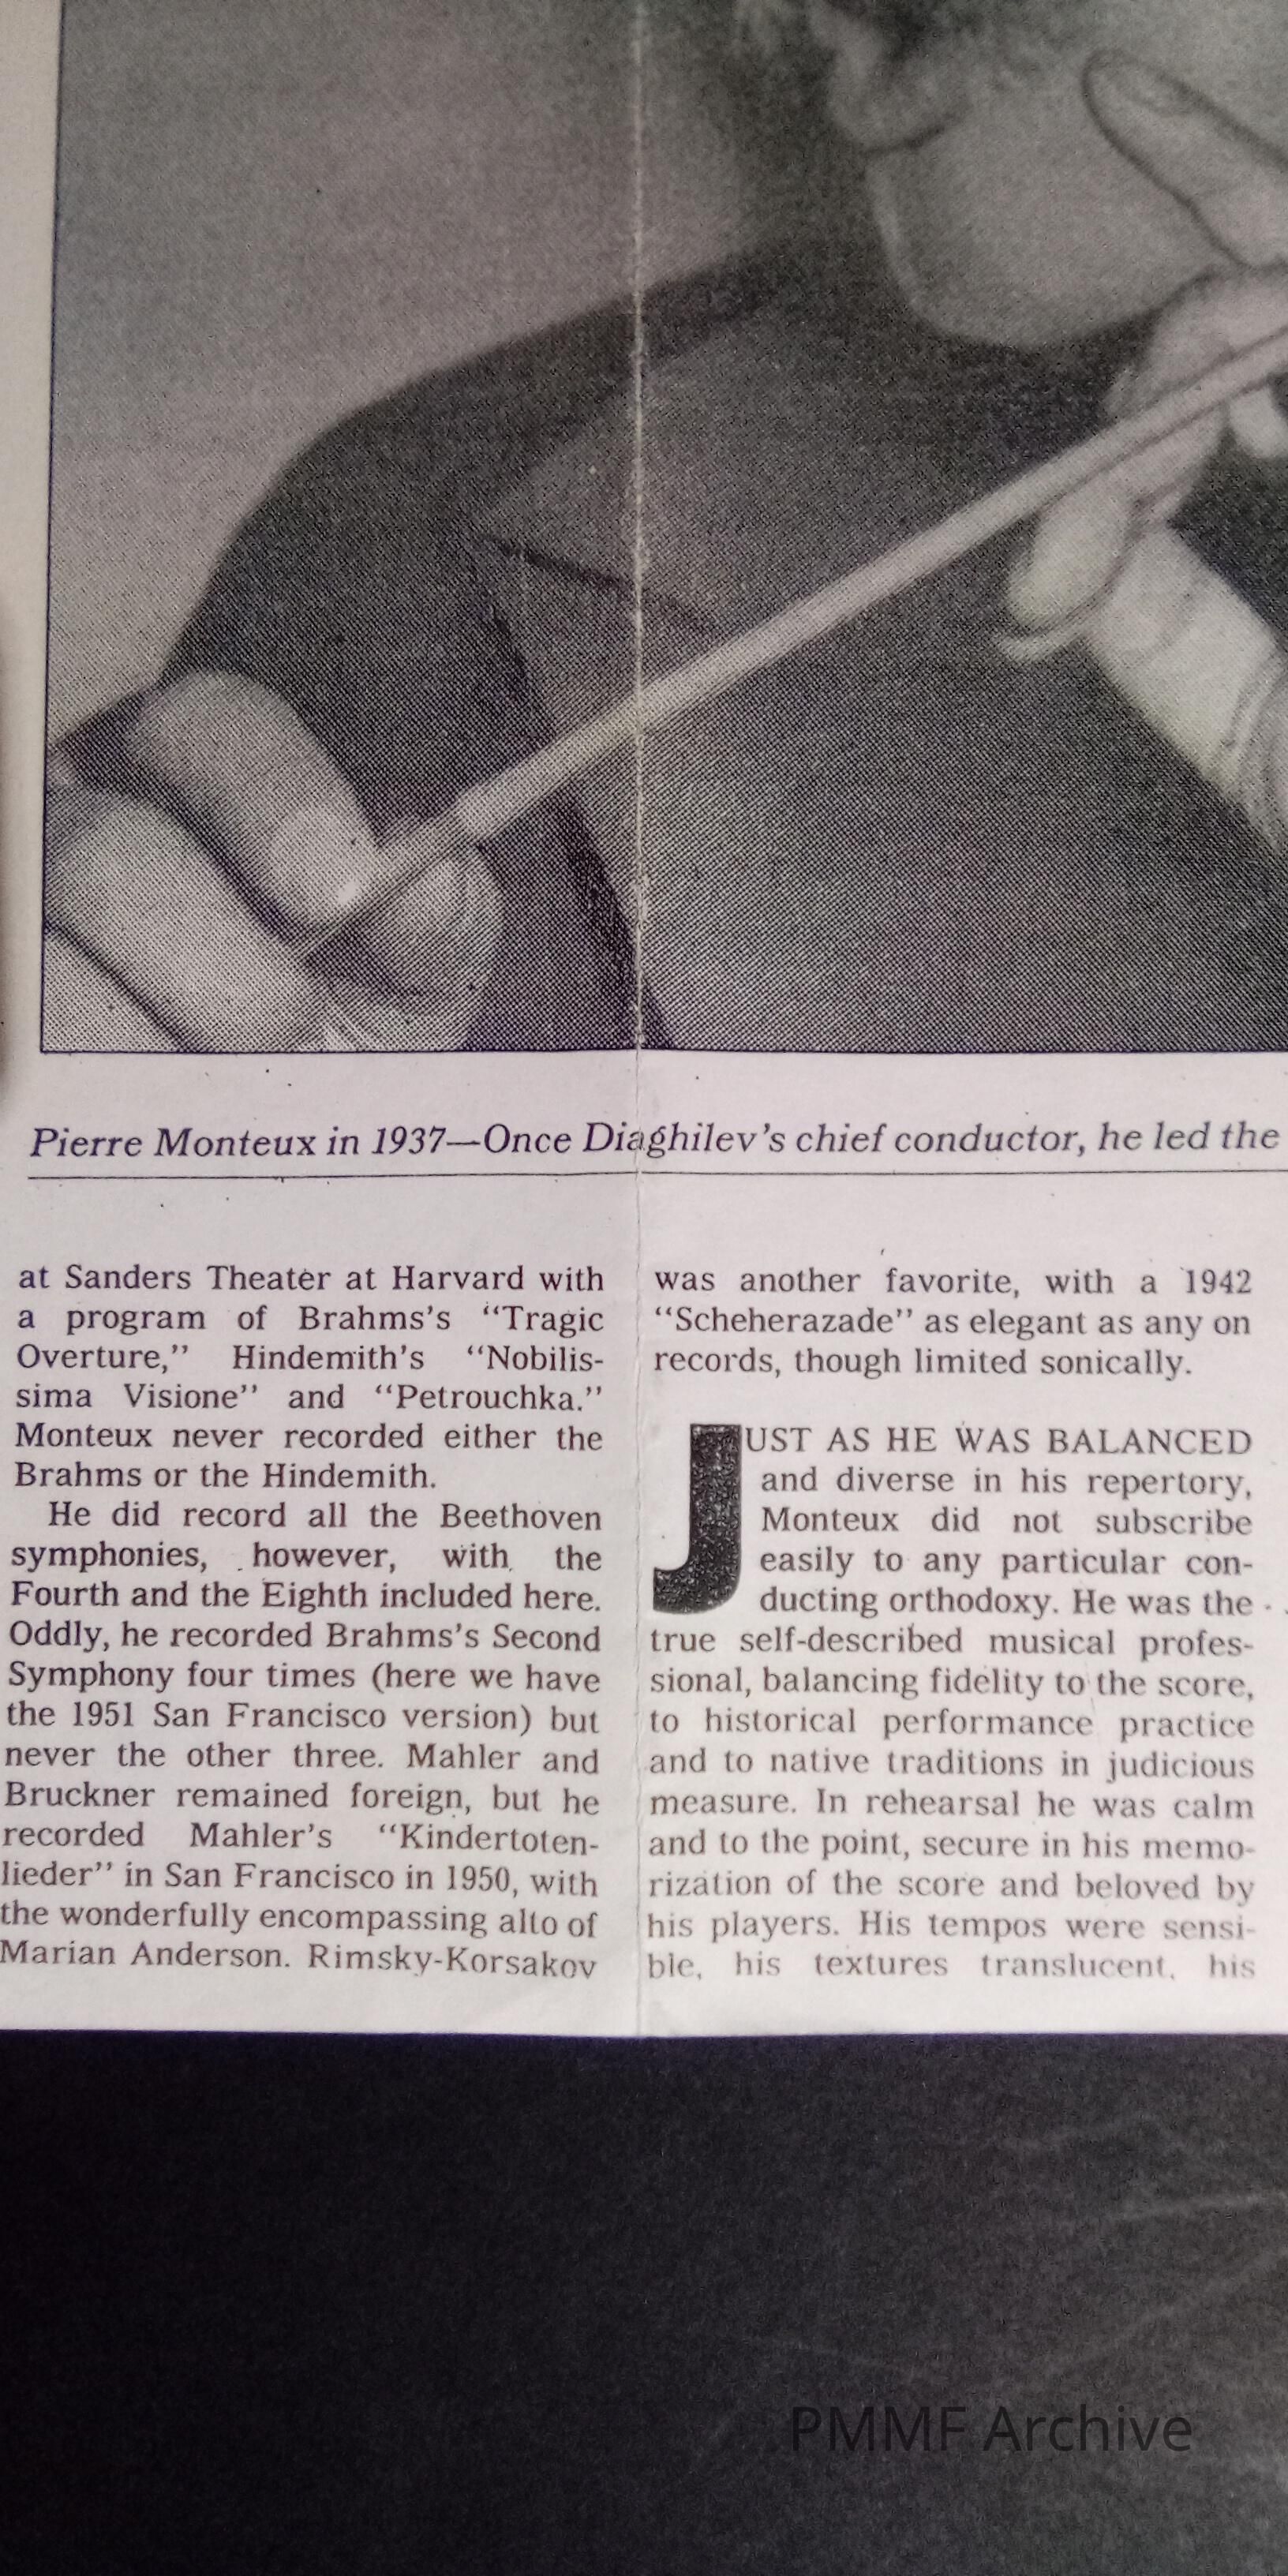 Pierre Monteux in 1937—Once Diaghilev's chief conductor, he led the
at Sanders Theater at Harvard with
a program of Brahms's “Tragic
Overture,” Hindemith's “Nobilis-
sima Visione” and “Petrouchka.”
Monteux never recorded either the
Brahms or the Hindemith.
He did record all the Beethoven
symphonies, however, with the
Fourth and the Eighth included here.
Oddly, he recorded Brahms's Second
Symphony four times (here we have
the 1951 San Francisco version) but
never the other three. Mahler and
Bruckner remained foreign, but he
recorded Mahler's “Kindertoten-
lieder” in San Francisco in 1950, with
the wonderfully encompassing alto of
Marian Anderson. Rimsky-Korsakov
was another favorite, with a 1942
“Scheherazade” as elegant as any on
records, though limited sonically.
JUST AS HE WAS BALANCED
and diverse in his repertory,
Monteux did not subscribe
easily to any particular con-
ducting orthodoxy. He was the
true self-described musical profes-
sional, balancing fidelity to the score,
to historical performance practice
and to native traditions in judicious
measure. In rehearsal he was calm
and to the point, secure in his memo-
rization of the score and beloved by
his players. His tempos were sensi-
ble, his textures translucent, his
PMMF Archive